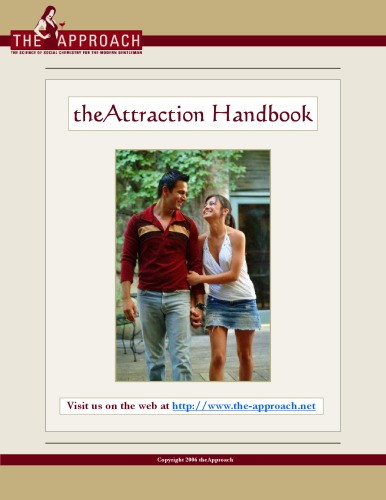 THE APPROACH
THE SCIENCE OF SOCIAL CHEMISTRY FOR THE MODERN GENTLEMAN
theAttraction Handbook
Visit us on the web at http://www.the-approach.net
Copyright 2006 theApproach